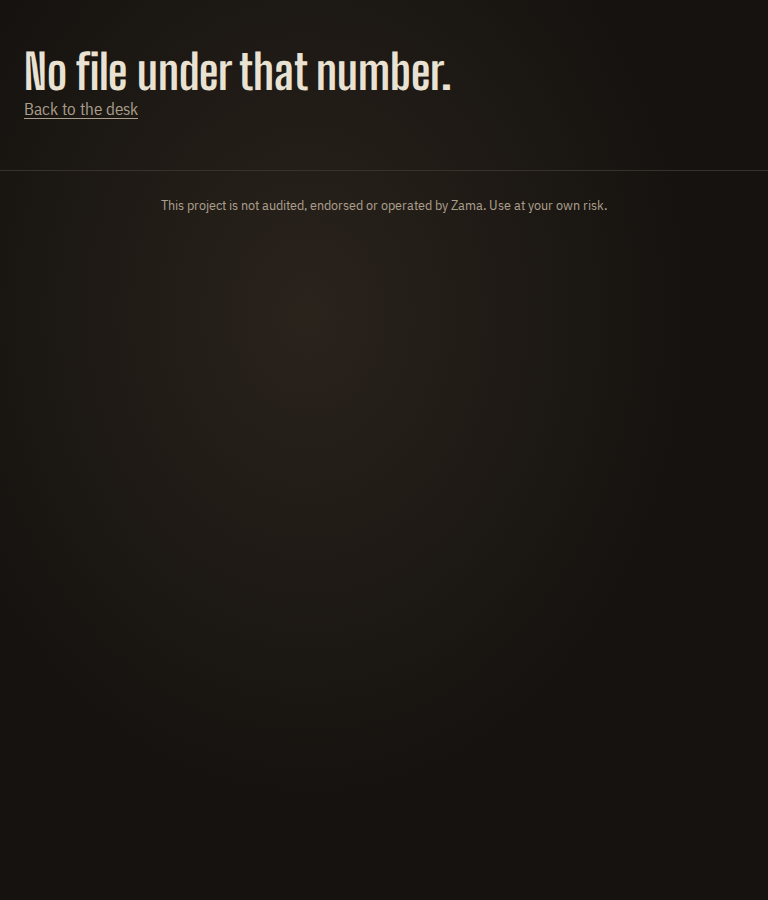 No file under that number.
Back to the desk
This project is not audited, endorsed or operated by Zama. Use at your own risk.